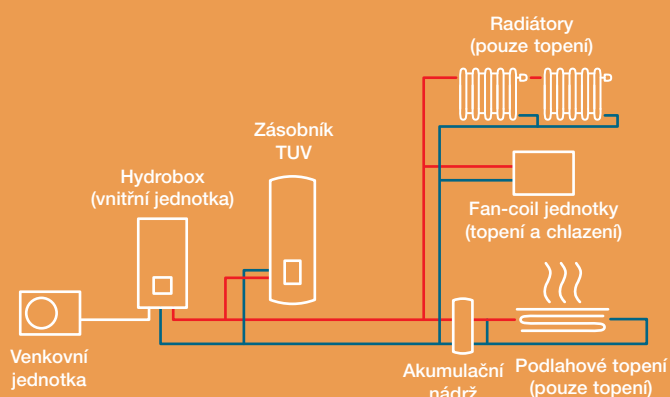 Radiátory
(pouze topení)
Zásobník
TUV
Hydrobox
(vnitřní jednotka)
Fan-coil jednotky
(topení a chlazení)
Venkovní
jednotka
Akumulační
nádrž
Podlahové topení
(pouze topení)